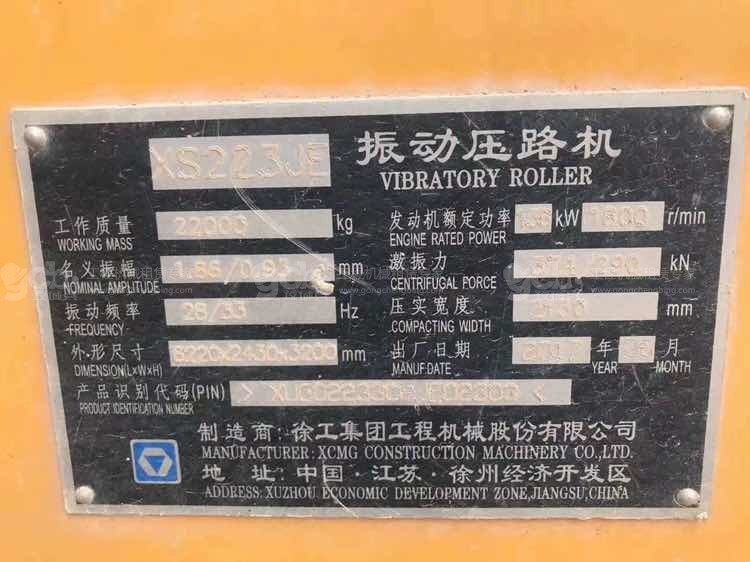 XS223JE 振动压路机
VIBRATORY ROLLER
工作质量 22000 kg 发动机额定功率 kW 1800 r/min
WORKING MASS ENGINE RATED POWER
名义振幅 1.86/0.93 mm 激振力 374/290 kN
NOMINAL AMPLITUDE CENTRIFUGAL FORCE
振动频率 28/33 Hz 压实宽度 2130 mm
FREQUENCY COMPACTING WIDTH
外形尺寸 6220×2430×3200 mm 出厂日期 年 月
DIMENSION(L×W×H) MANUF·DATE YEAR MONTH
产品识别代码(PIN)
PRODUCT IDENTIFICATION NUMBER
制造商:徐工集团工程机械股份有限公司
MANUFACTURER: XCMG CONSTRUCTION MACHINERY CO.,LTD.
地 址:中国·江苏·徐州经济开发区
ADDRESS: XUZHOU ECONOMIC DEVELOPMENT ZONE,JIANGSU,CHINA